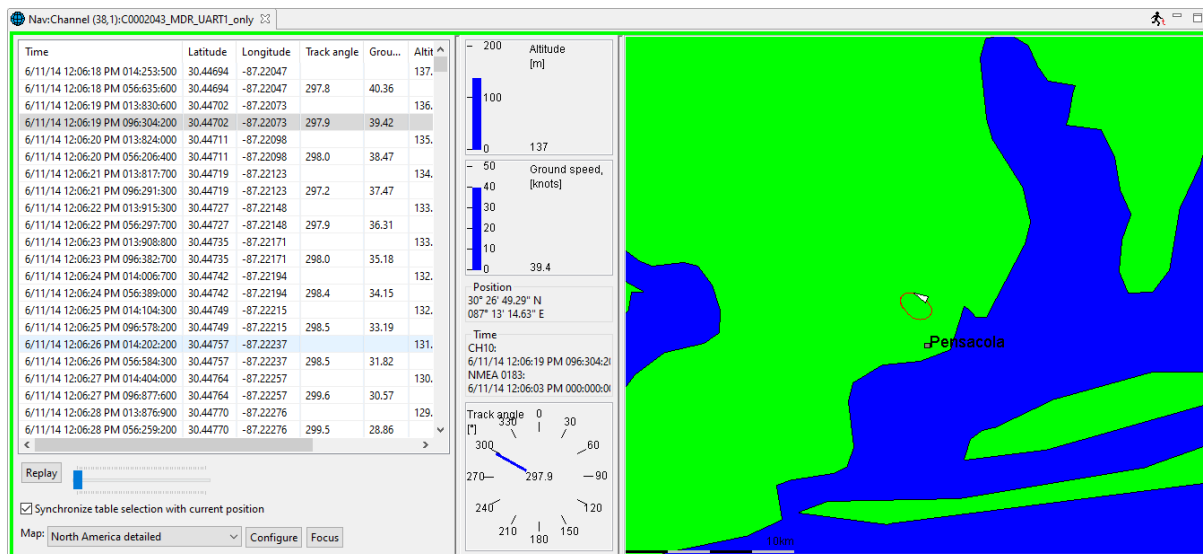 Nav:Channel (38,1):C0002043_MDR_UART1_only
Time Latitude Longitude Track angle Grou... Altit
6/11/14 12:06:18 PM 014:253:500 30.44694 -87.22047 137.
6/11/14 12:06:18 PM 056:635:600 30.44694 -87.22047 297.8 40.36
6/11/14 12:06:19 PM 013:830:600 30.44702 -87.22073 136.
6/11/14 12:06:19 PM 096:304:200 30.44702 -87.22073 297.9 39.42
6/11/14 12:06:20 PM 013:824:000 30.44711 -87.22098 135.
6/11/14 12:06:20 PM 056:206:400 30.44711 -87.22098 298.0 38.47
6/11/14 12:06:21 PM 013:817:700 30.44719 -87.22123 134.
6/11/14 12:06:21 PM 096:291:300 30.44719 -87.22123 297.2 37.47
6/11/14 12:06:22 PM 013:915:300 30.44727 -87.22148 133.
6/11/14 12:06:22 PM 056:297:700 30.44727 -87.22148 297.9 36.31
6/11/14 12:06:23 PM 013:908:800 30.44735 -87.22171 133.
6/11/14 12:06:23 PM 096:382:700 30.44735 -87.22171 298.0 35.18
6/11/14 12:06:24 PM 014:006:700 30.44742 -87.22194 132.
6/11/14 12:06:24 PM 056:389:000 30.44742 -87.22194 298.4 34.15
6/11/14 12:06:25 PM 014:104:300 30.44749 -87.22215 132.
6/11/14 12:06:25 PM 096:578:200 30.44749 -87.22215 298.5 33.19
6/11/14 12:06:26 PM 014:202:200 30.44757 -87.22237 131.
6/11/14 12:06:26 PM 056:584:300 30.44757 -87.22237 298.5 31.82
6/11/14 12:06:27 PM 014:404:000 30.44764 -87.22257 130.
6/11/14 12:06:27 PM 096:877:600 30.44764 -87.22257 299.6 30.57
6/11/14 12:06:28 PM 013:876:900 30.44770 -87.22276 129.
6/11/14 12:06:28 PM 056:259:200 30.44770 -87.22276 299.5 28.86
Replay
Synchronize table selection with current position
Map: North America detailed Configure Focus
200 Altitude
[m]
100
0 137
50 Ground speed,
[knots]
40
30
20
10
0 39.4
Position
30° 26' 49.29" N
087° 13' 14.63" E
Time
CH10:
6/11/14 12:06:19 PM 096:304:20
NMEA 0183:
6/11/14 12:06:03 PM 000:000:00
Track angle
[°]
330 0 30
300 60
270 297.9 90
240 120
210 180 150
Pensacola
10km